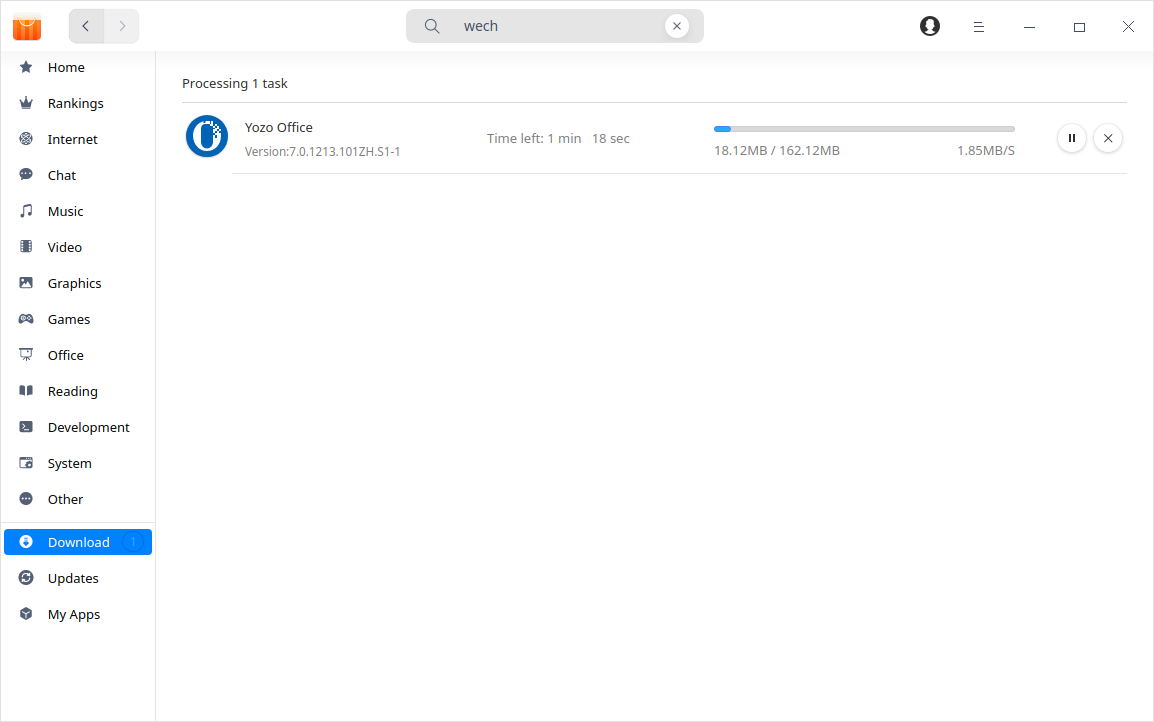 wech
Home
Rankings
Internet
Chat
Music
Video
Graphics
Games
Office
Reading
Development
System
Other
Download 1
Updates
My Apps
Processing 1 task
Yozo Office
Version:7.0.1213.101ZH.S1-1
Time left: 1 min 18 sec
18.12MB / 162.12MB
1.85MB/S